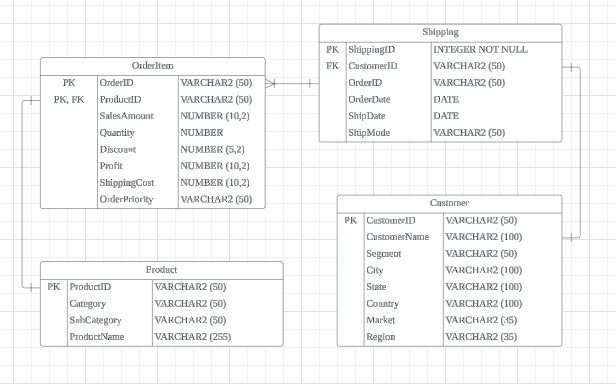 Shipping
PK ShippingID INTEGER NOT NULL
FK CustomerID VARCHAR2 (50)
OrderID VARCHAR2 (50)
OrderDate DATE
ShipDate DATE
ShipMode VARCHAR2 (50)
OrderItem
PK OrderID VARCHAR2 (50)
PK, FK ProductID VARCHAR2 (50)
SalesAmount NUMBER (10,2)
Quantity NUMBER
Discount NUMBER (5,2)
Profit NUMBER (10,2)
ShippingCost NUMBER (10,2)
OrderPriority VARCHAR2 (50)
Customer
PK CustomerID VARCHAR2 (50)
CustomerName VARCHAR2 (100)
Segment VARCHAR2 (50)
City VARCHAR2 (100)
State VARCHAR2 (100)
Country VARCHAR2 (100)
Market VARCHAR2 (35)
Region VARCHAR2 (35)
Product
PK ProductID VARCHAR2 (50)
Category VARCHAR2 (50)
SubCategory VARCHAR2 (50)
ProductName VARCHAR2 (255)